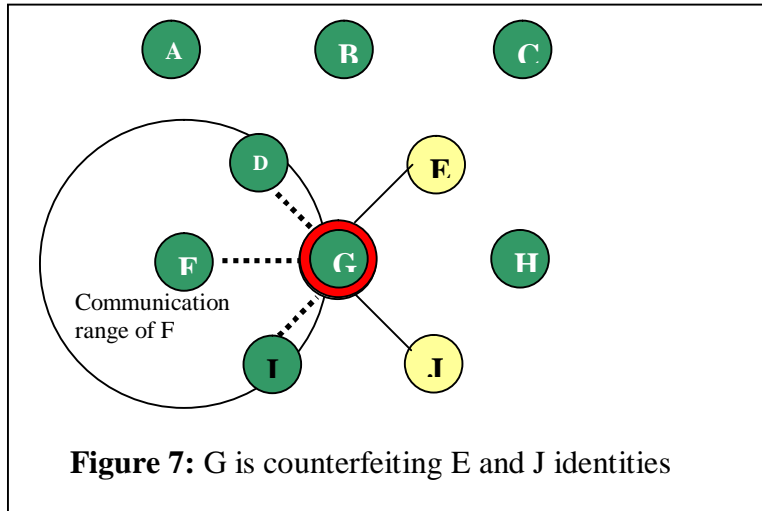 A B C
D E
F G H
Communication
range of F
I J
Figure 7: G is counterfeiting E and J identities